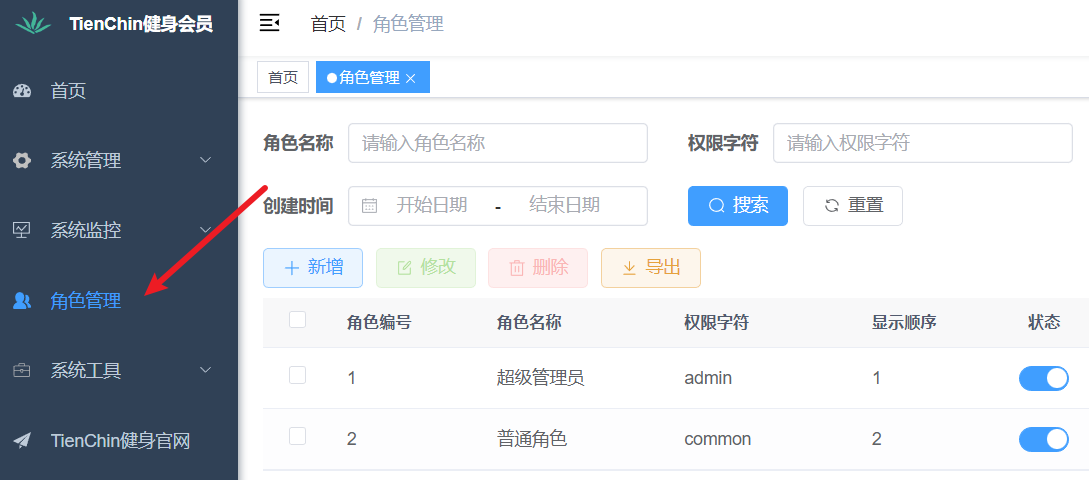 TienChin健身会员
首页
系统管理
系统监控
角色管理
系统工具
TienChin健身官网
首页 / 角色管理
首页 角色管理
角色名称 请输入角色名称 权限字符 请输入权限字符
创建时间 开始日期 - 结束日期 搜索 重置
新增 修改 删除 导出
角色编号 角色名称 权限字符 显示顺序 状态
1 超级管理员 admin 1
2 普通角色 common 2